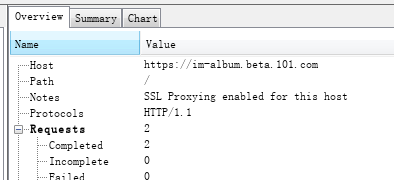 Overview Summary Chart
Name Value
Host https://im-album.beta.101.com
Path /
Notes SSL Proxying enabled for this host
Protocols HTTP/1.1
Requests 2
Completed 2
Incomplete 0
Failed 0